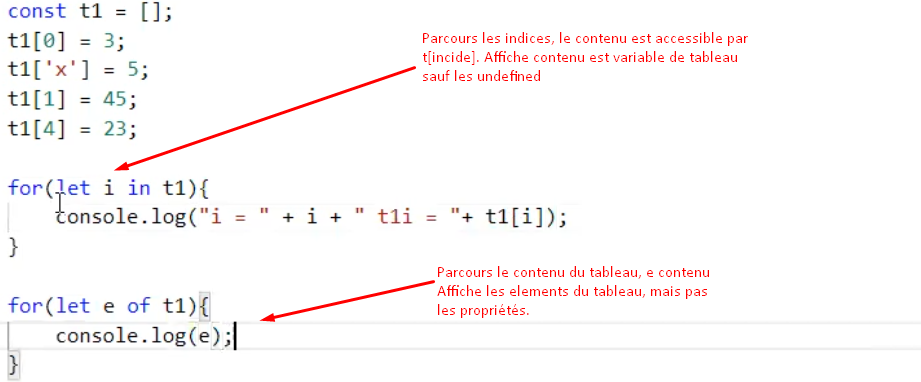 const t1 = [];
t1[0] = 3;
t1['x'] = 5;
t1[1] = 45;
t1[4] = 23;
Parcours les indices, le contenu est accessible par
t[incide]. Affiche contenu est variable de tableau
sauf les undefined
for(let i in t1){
console.log("i = " + i + " t1i = "+ t1[i]);
}
Parcours le contenu du tableau, e contenu
Affiche les elements du tableau, mais pas
les propriétés.
for(let e of t1){
console.log(e);
}